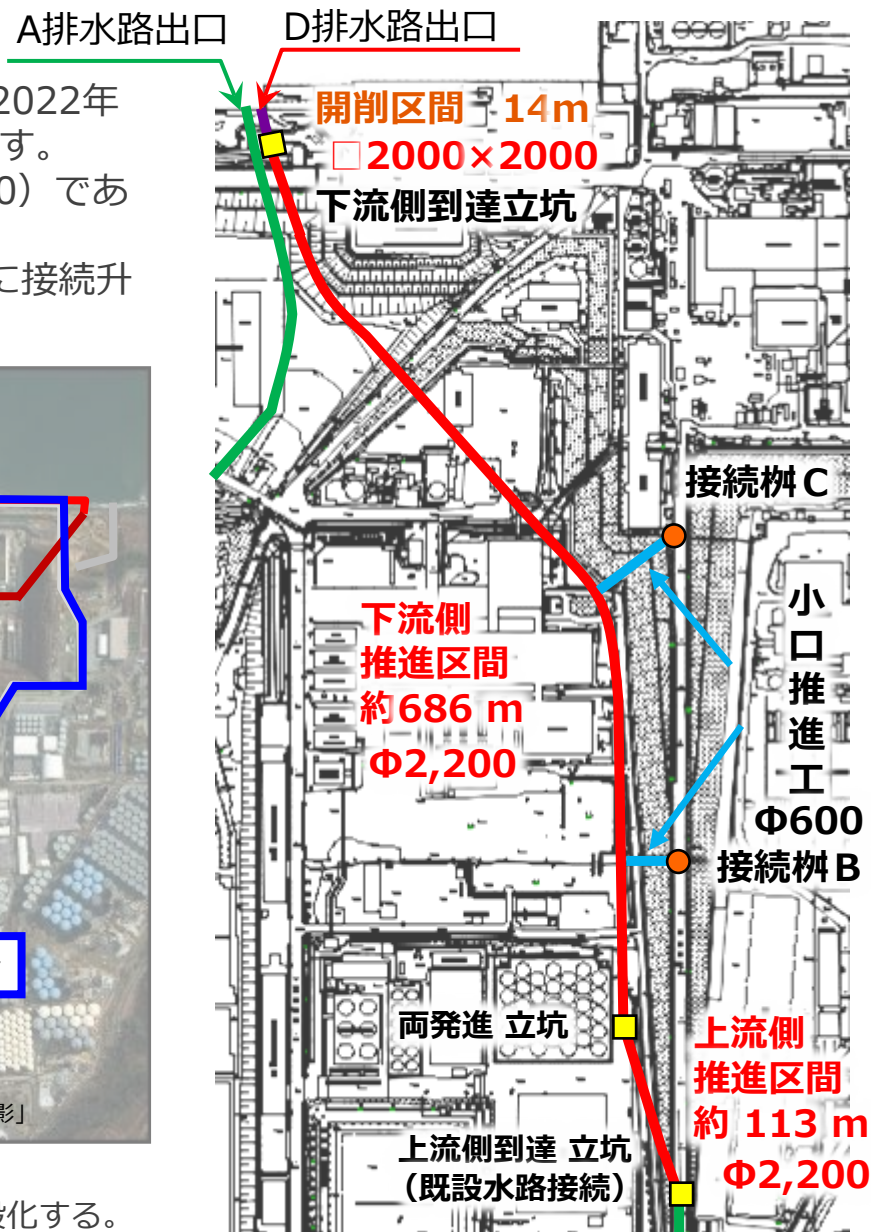 A排水路出口
D排水路出口
2022年
す。
0）であ
に接続升
影」
殳化する。
開削区間 14m
□2000×2000
下流側到達立坑
接続桝C
小口推進工
Φ600
接続桝B
下流側
推進区間
約686 m
Φ2,200
両発進 立坑
上流側
推進区間
約 113 m
Φ2,200
上流側到達 立坑
（既設水路接続）